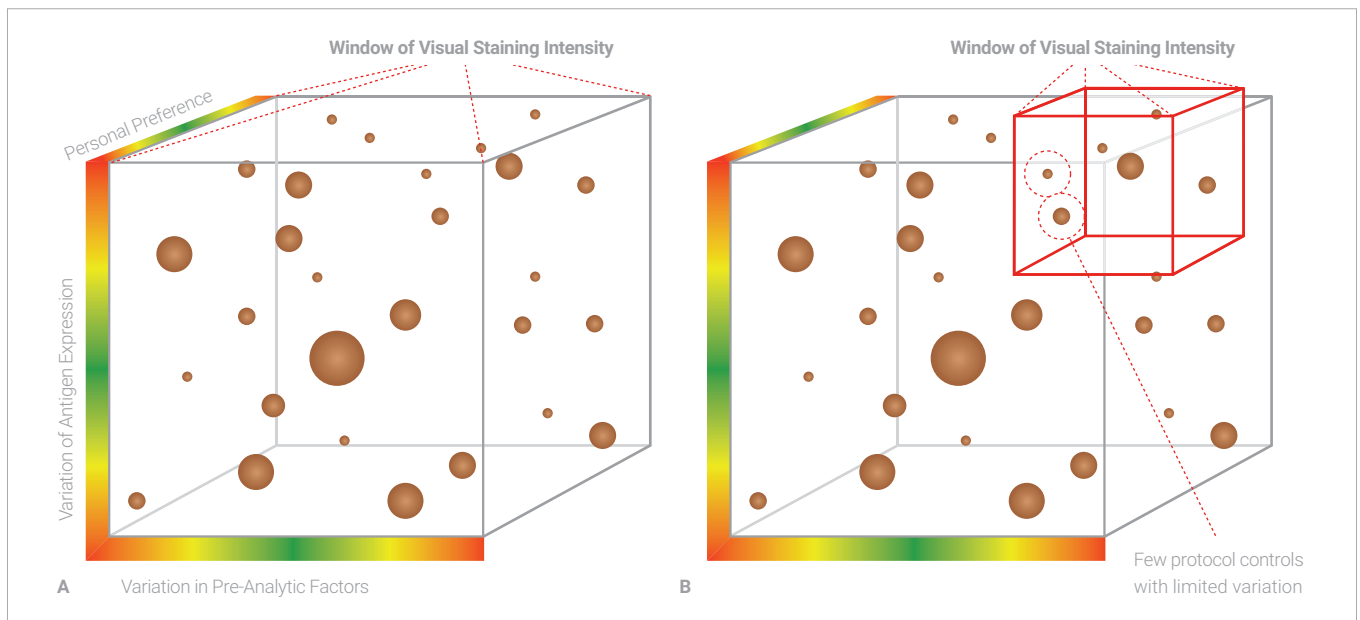 Window of Visual Staining Intensity
Personal Preference
Variation of Antigen Expression
A
Variation in Pre-Analytic Factors
Window of Visual Staining Intensity
B
Few protocol controls
with limited variation